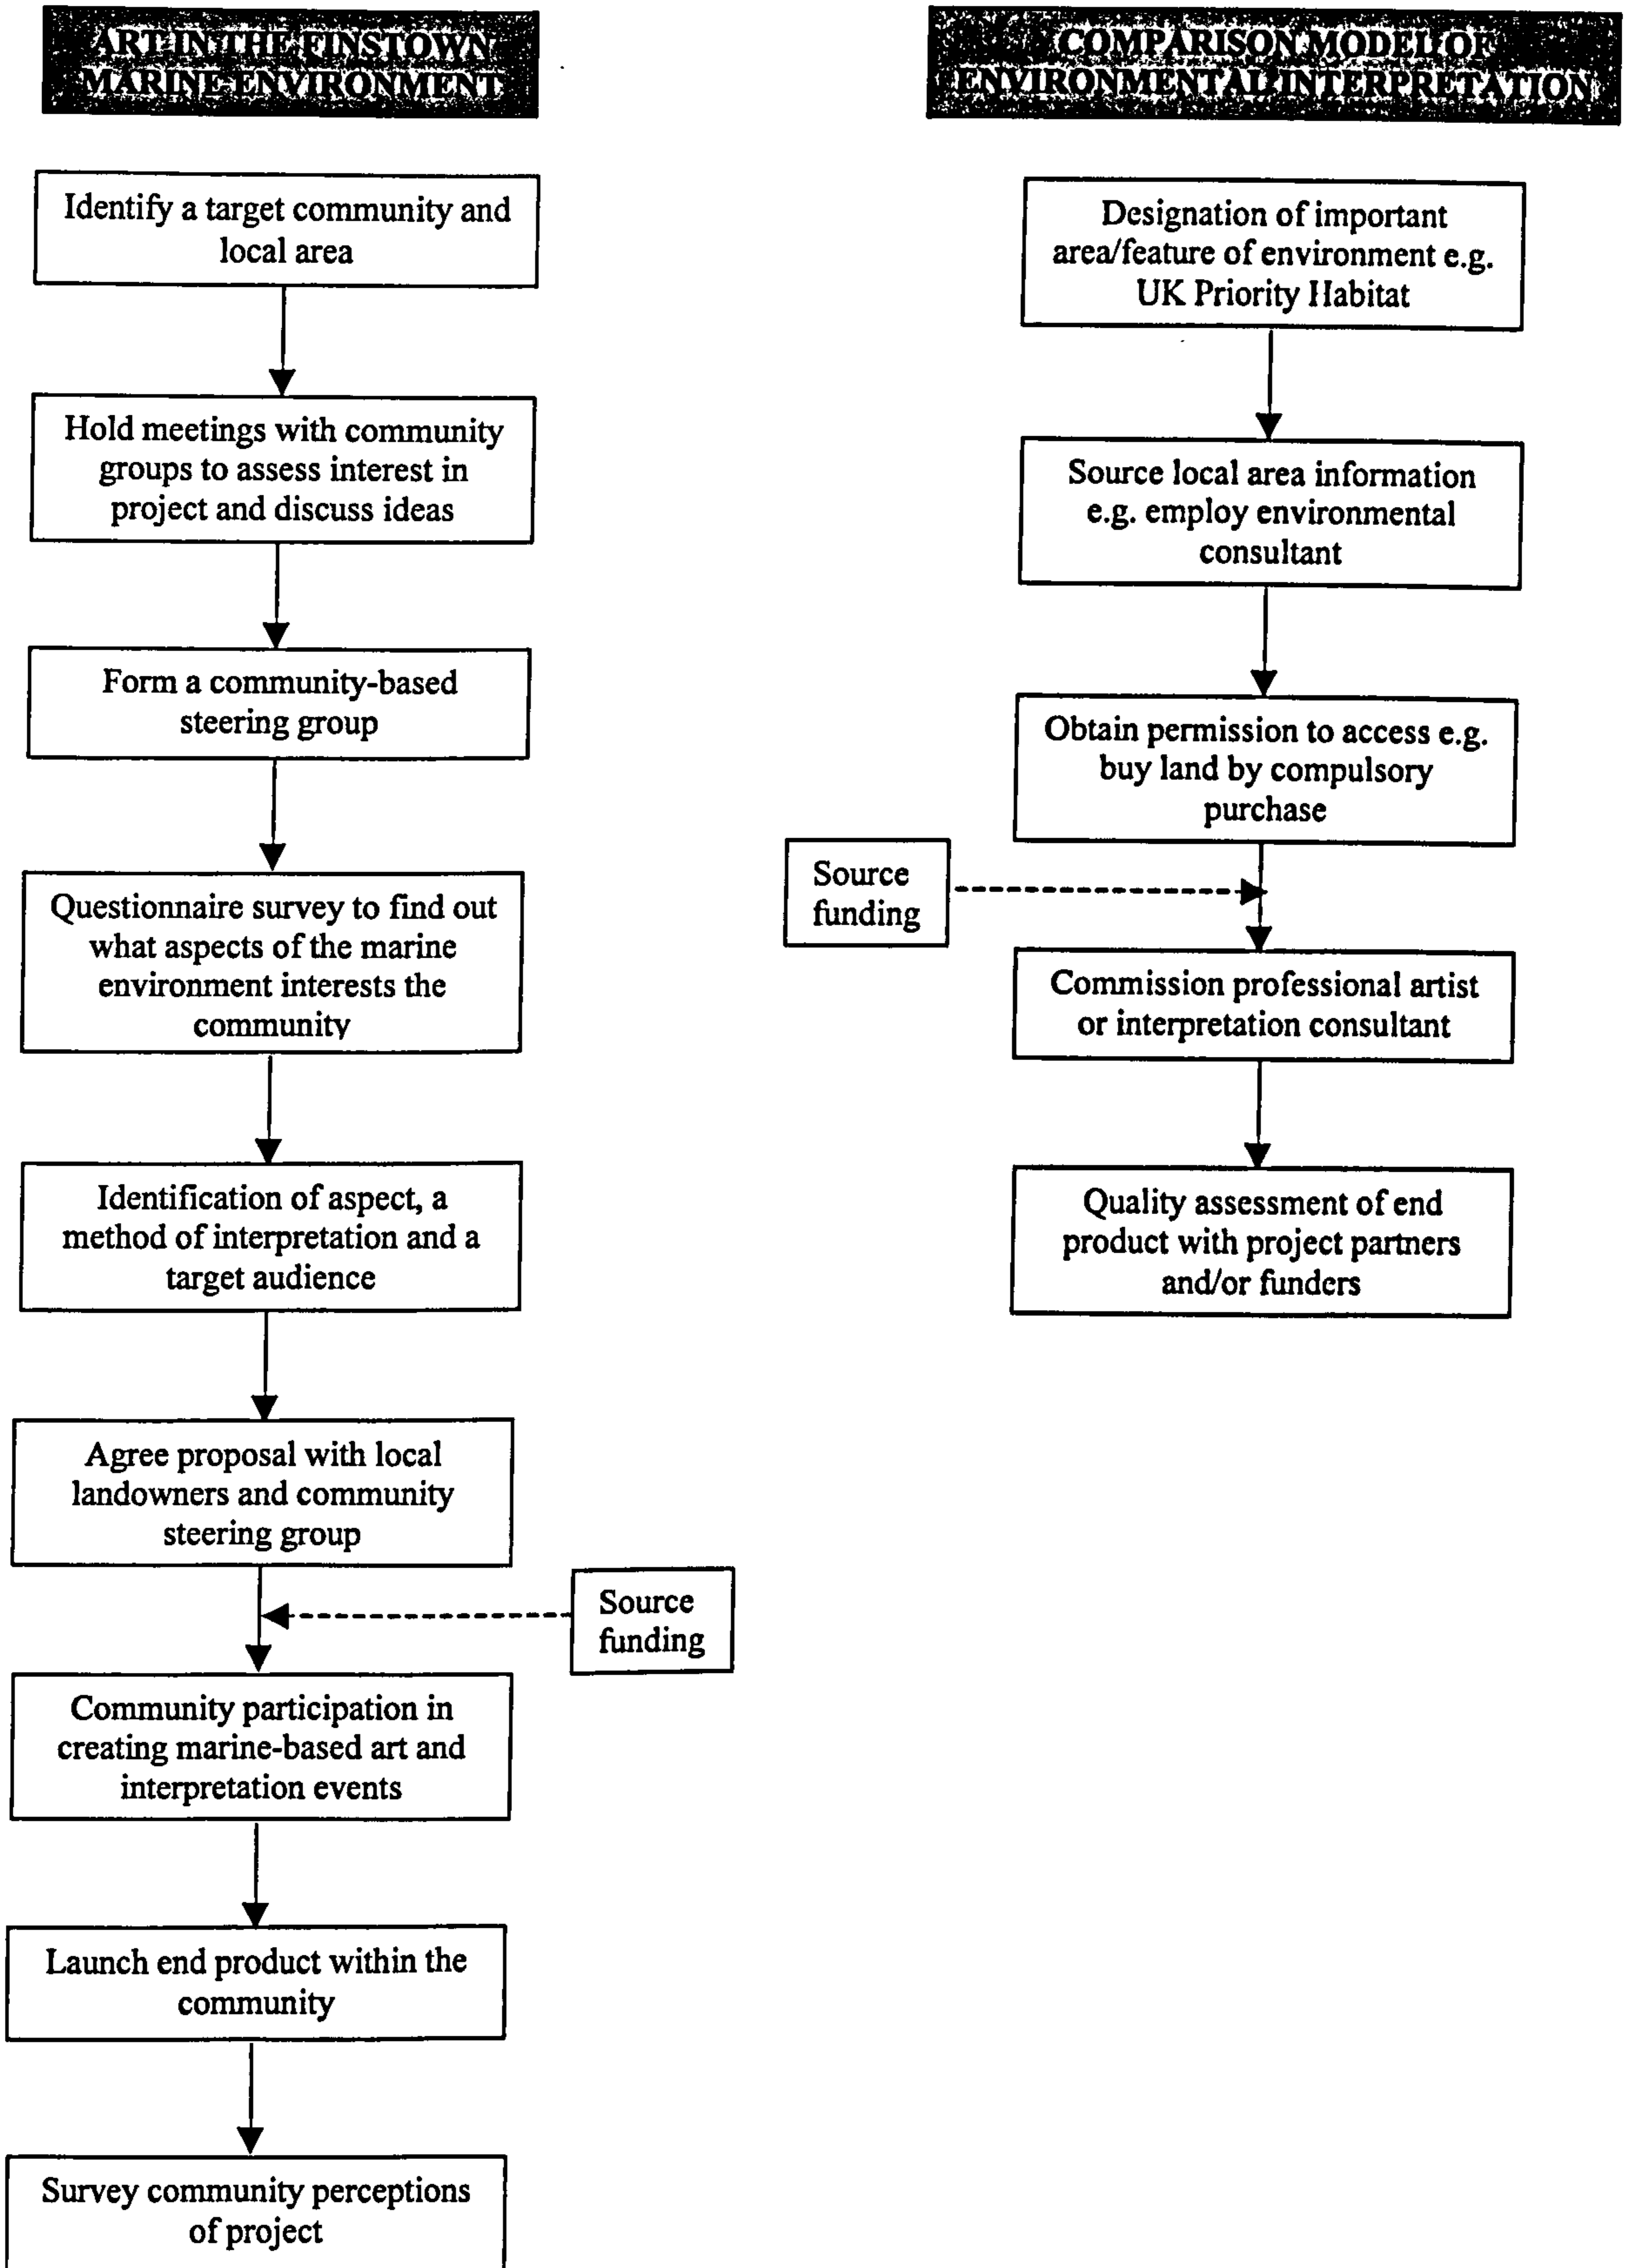 ART IN THE FINSTOWN
MARINE ENVIRONMENT
Identify a target community and
local area
Hold meetings with community
groups to assess interest in
project and discuss ideas
Form a community-based
steering group
Questionnaire survey to find out
what aspects of the marine
environment interests the
community
Identification of aspect, a
method of interpretation and a
target audience
Agree proposal with local
landowners and community
steering group
Source
funding
Community participation in
creating marine-based art and
interpretation events
Launch end product within the
community
Survey community perceptions
of project
COMPARISON MODEL OF
ENVIRONMENTAL INTERPRETATION
Designation of important
area/feature of environment e.g.
UK Priority Habitat
Source local area information
e.g. employ environmental
consultant
Obtain permission to access e.g.
buy land by compulsory
purchase
Source
funding
Commission professional artist
or interpretation consultant
Quality assessment of end
product with project partners
and/or funders